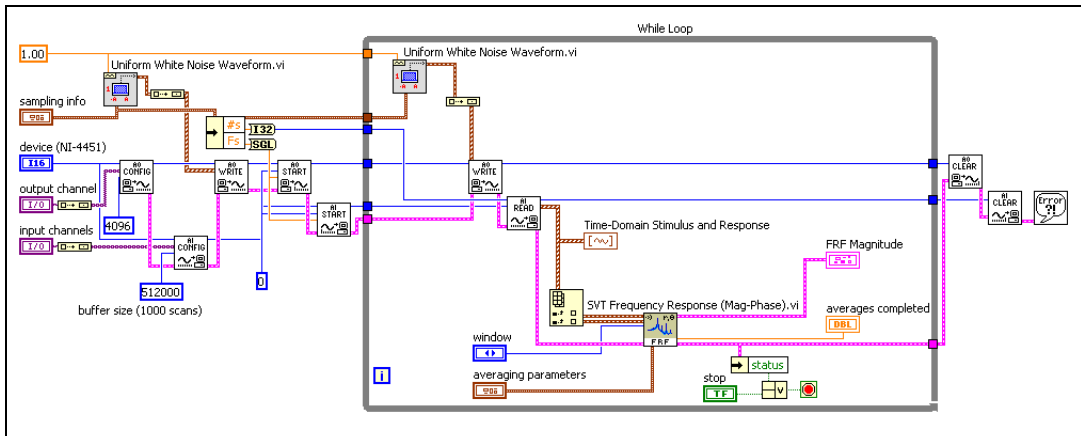 While Loop
1.00
Uniform White Noise Waveform.vi
Uniform White Noise Waveform.vi
sampling info
#s
I32
Fs
SGL
device (NI-4451)
I16
AO CONFIG
AO WRITE
AO START
AO WRITE
AO CLEAR
output channel
I/O
4096
AI START
AI READ
AI CLEAR
Error ?!
input channels
I/O
AI CONFIG
Time-Domain Stimulus and Response
FRF Magnitude
0
512000
buffer size (1000 scans)
SVT Frequency Response (Mag-Phase).vi
FRF
averages completed
DBL
window
status
averaging parameters
stop
TF
V
i